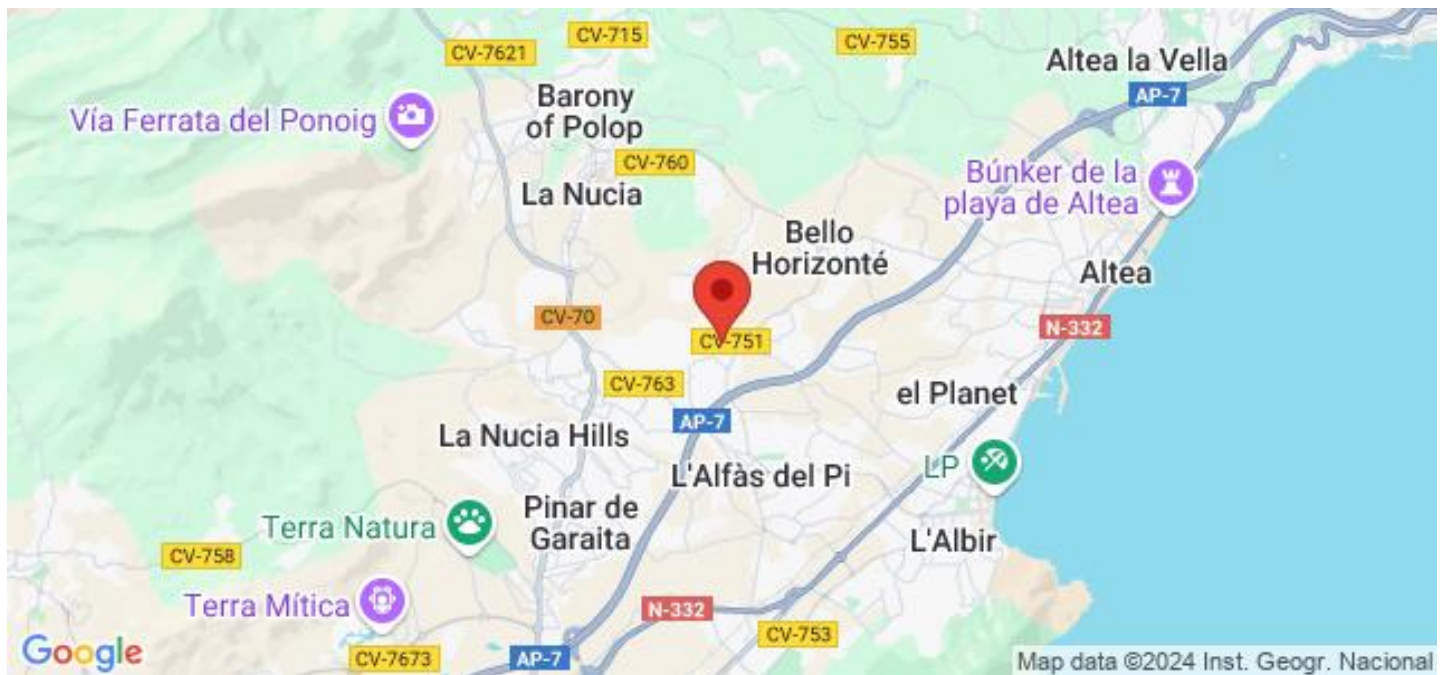 CV-715
CV-755
CV-7621
Altea la Vella
AP-7
Vía Ferrata del Ponoig
Barony
of Polop
CV-760
Búnker de la
playa de Altea
La Nucia
Bello
Horizonté
Altea
CV-70
N-332
CV-751
CV-763
el Planet
AP-7
La Nucia Hills
LP
L'Alfàs del Pi
Pinar de
Garaita
Terra Natura
L'Albir
CV-758
Terra Mítica
N-332
CV-753
Google
CV-7673
AP-7
Map data ©2024 Inst. Geogr. Nacional